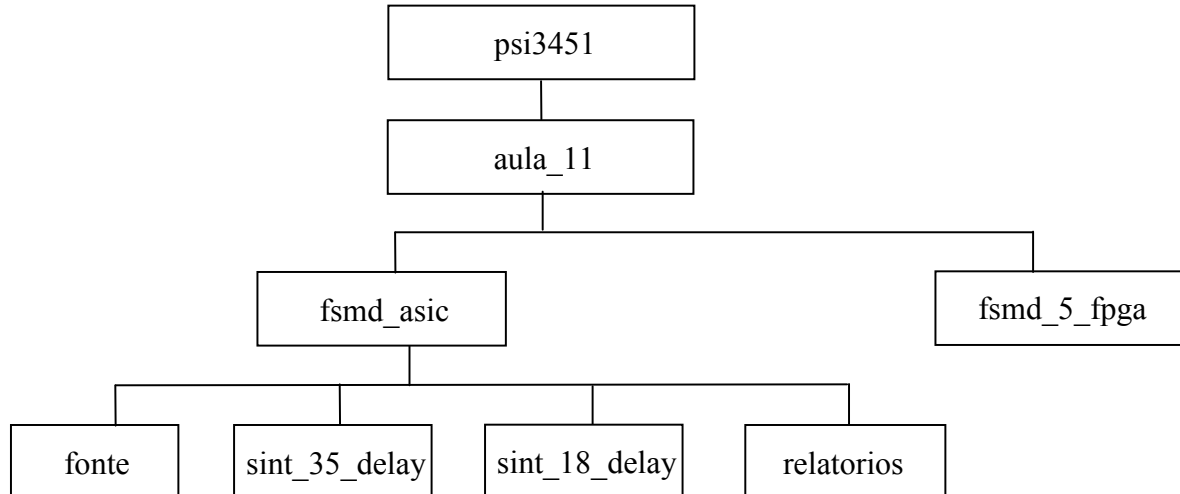 psi3451
aula_11
fsmd_asic
fsmd_5_fpga
fonte
sint_35_delay
sint_18_delay
relatorios